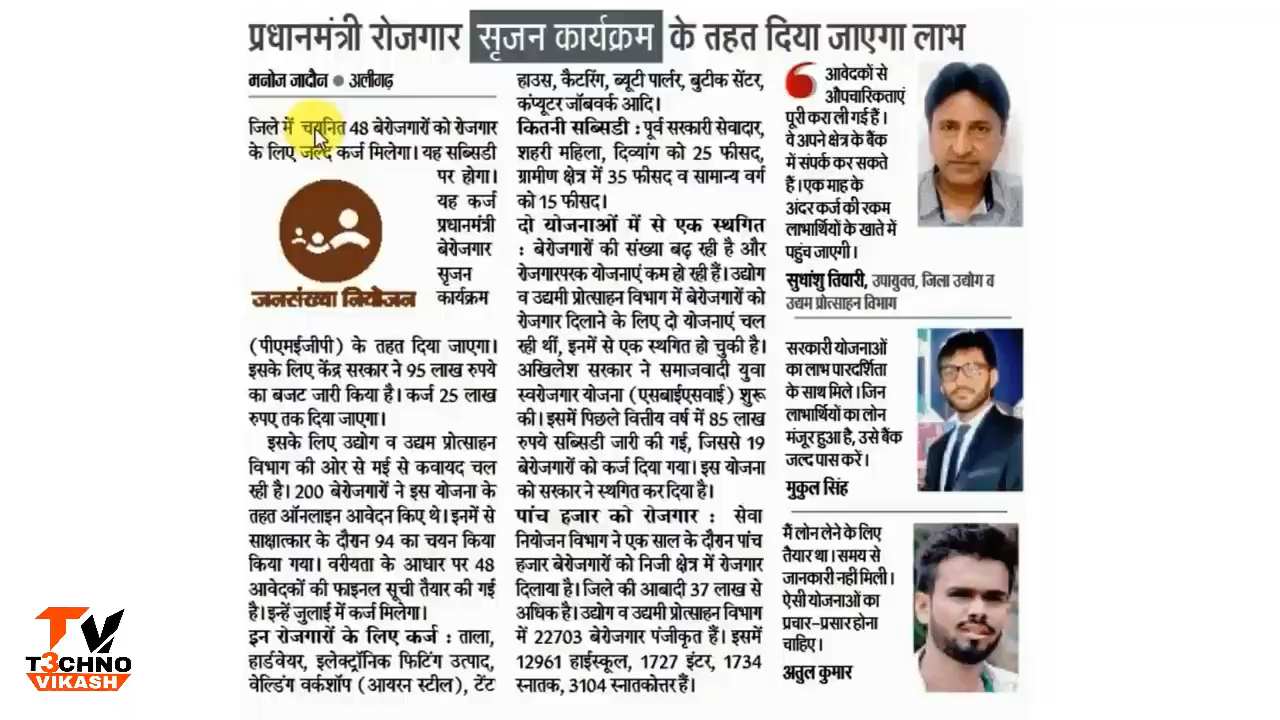 प्रधानमंत्री रोजगार सृजन कार्यक्रम के तहत दिया जाएगा लाभ
मनोज जादौन ● अलीगढ़
जिले में चयनित 48 बेरोजगारों को रोजगार
के लिए जल्द कर्ज मिलेगा। यह सब्सिडी
पर होगा।
यह कर्ज
प्रधानमंत्री
बेरोजगार
सृजन
कार्यक्रम
जनसंख्या नियोजन
(पीएमईजीपी) के तहत दिया जाएगा।
इसके लिए केंद्र सरकार ने 95 लाख रुपये
का बजट जारी किया है। कर्ज 25 लाख
रुपए तक दिया जाएगा।
इसके लिए उद्योग व उद्यम प्रोत्साहन
विभाग की ओर से मई से कवायद चल
रही है। 200 बेरोजगारों ने इस योजना के
तहत ऑनलाइन आवेदन किए थे। इनमें से
साक्षात्कार के दौरान 94 का चयन किया
किया गया। वरीयता के आधार पर 48
आवेदकों की फाइनल सूची तैयार की गई
है। इन्हें जुलाई में कर्ज मिलेगा।
इन रोजगारों के लिए कर्ज : ताला,
हार्डवेयर, इलेक्ट्रॉनिक फिटिंग उत्पाद,
वेल्डिंग वर्कशॉप (आयरन स्टील), टेंट
हाउस, कैटरिंग, ब्यूटी पार्लर, बुटीक सेंटर,
कंप्यूटर जॉबवर्क आदि।
कितनी सब्सिडी : पूर्व सरकारी सेवादार,
शहरी महिला, दिव्यांग को 25 फीसद,
ग्रामीण क्षेत्र में 35 फीसद व सामान्य वर्ग
को 15 फीसद।
दो योजनाओं में से एक स्थगित
: बेरोजगारों की संख्या बढ़ रही है और
रोजगारपरक योजनाएं कम हो रही हैं। उद्योग
व उद्यमी प्रोत्साहन विभाग में बेरोजगारों को
रोजगार दिलाने के लिए दो योजनाएं चल
रही थीं, इनमें से एक स्थगित हो चुकी है।
अखिलेश सरकार ने समाजवादी युवा
स्वरोजगार योजना (एसबाईएसवाई) शुरू
की। इसमें पिछले वित्तीय वर्ष में 85 लाख
रुपये सब्सिडी जारी की गई, जिससे 19
बेरोजगारों को कर्ज दिया गया। इस योजना
को सरकार ने स्थगित कर दिया है।
पांच हजार को रोजगार : सेवा
नियोजन विभाग ने एक साल के दौरान पांच
हजार बेरोजगारों को निजी क्षेत्र में रोजगार
दिलाया है। जिले की आबादी 37 लाख से
अधिक है। उद्योग व उद्यमी प्रोत्साहन विभाग
में 22703 बेरोजगार पंजीकृत हैं। इसमें
12961 हाईस्कूल, 1727 इंटर, 1734
स्नातक, 3104 स्नातकोत्तर हैं।
आवेदकों से
औपचारिकताएं
पूरी करा ली गई हैं।
वे अपने क्षेत्र के बैंक
में संपर्क कर सकते
हैं। एक माह के
अंदर कर्ज की रकम
लाभार्थियों के खाते में
पहुंच जाएगी।
सुधांशु तिवारी, उपायुक्त, जिला उद्योग व
उद्यम प्रोत्साहन विभाग
सरकारी योजनाओं
का लाभ पारदर्शिता
के साथ मिले। जिन
लाभार्थियों का लोन
मंजूर हुआ है, उसे बैंक
जल्द पास करें।
मुकुल सिंह
मैं लोन लेने के लिए
तैयार था। समय से
जानकारी नहीं मिली।
ऐसी योजनाओं का
प्रचार-प्रसार होना
चाहिए।
अतुल कुमार
TV
T3CHNO
VIKASH